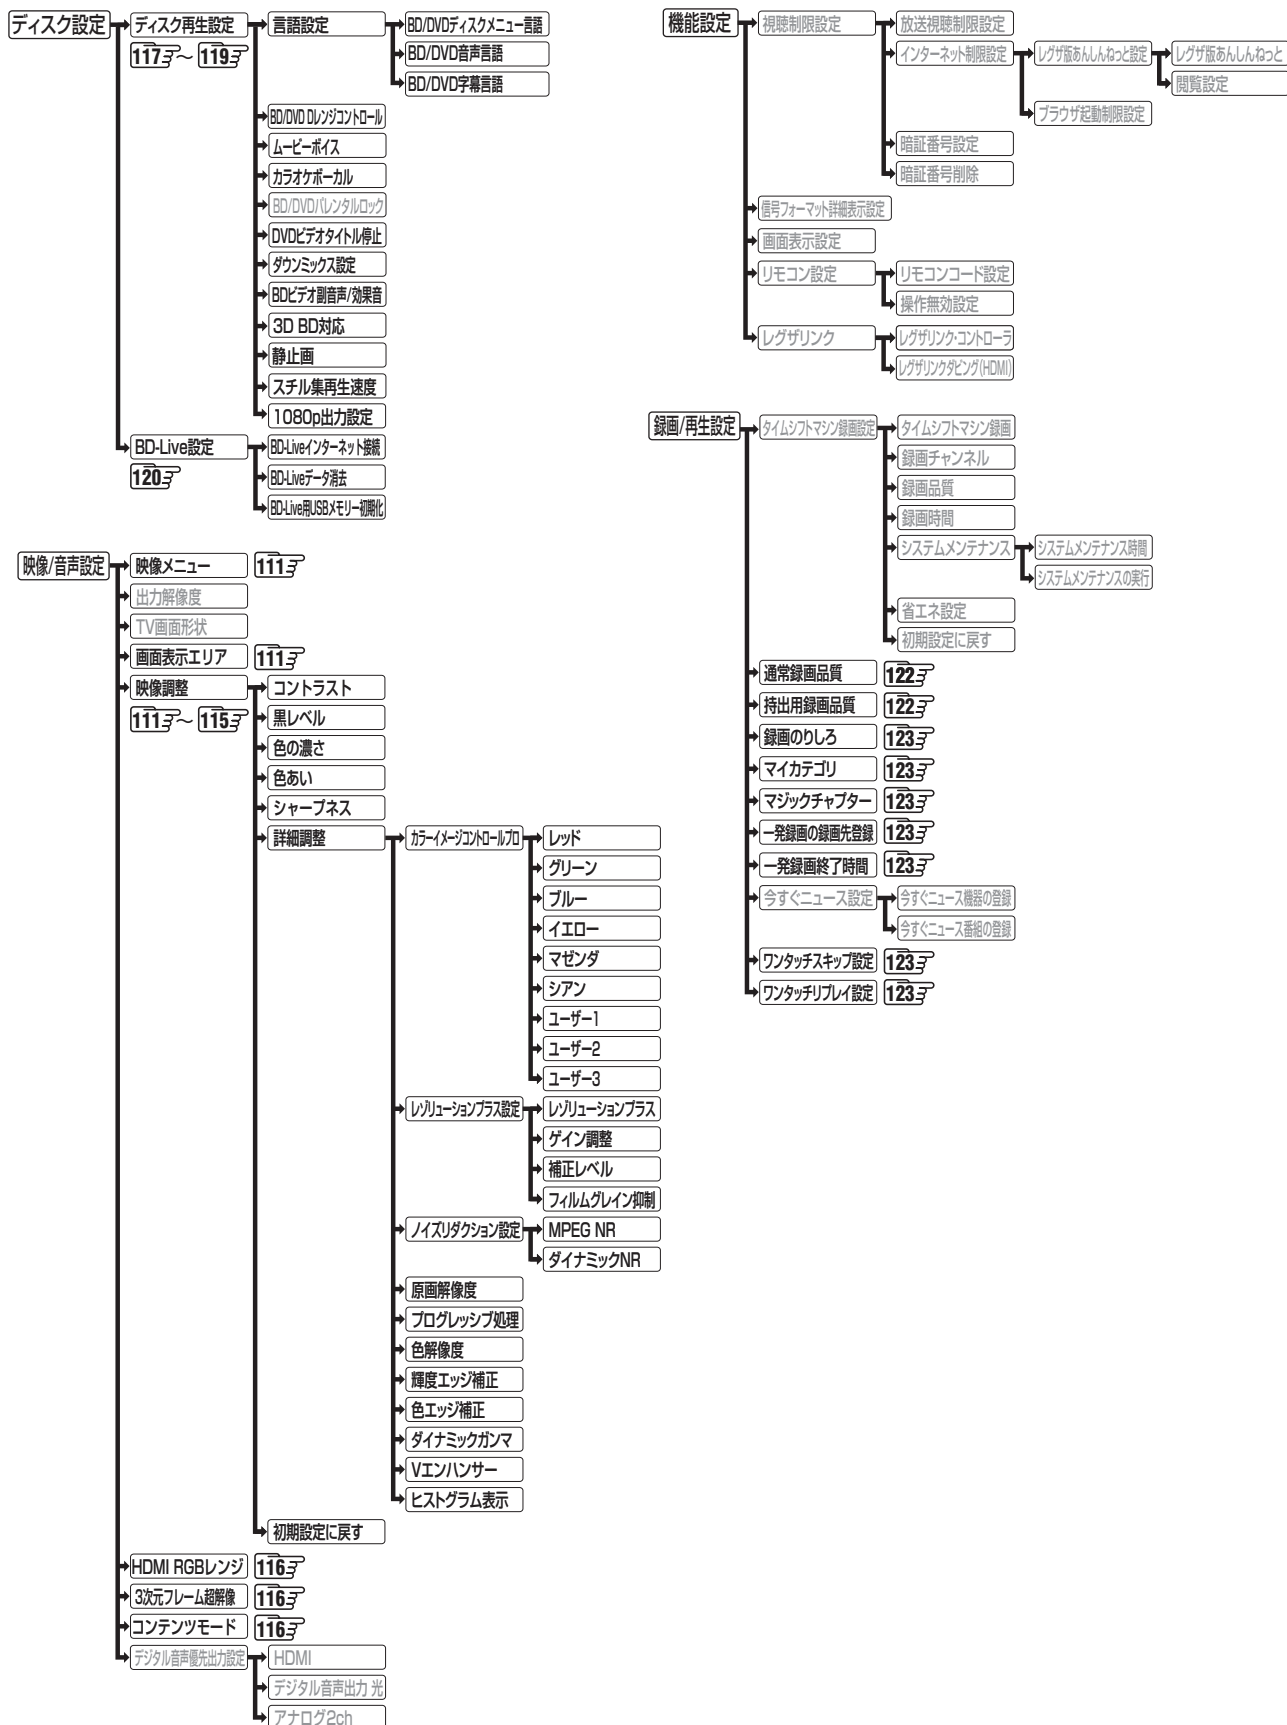 ディスク設定
ディスク再生設定
117～119
言語設定
BD/DVDディスクメニュー言語
BD/DVD音声言語
BD/DVD字幕言語
BD/DVD Dレンジコントロール
ムービーボイス
カラオケボーカル
BD/DVDパレンタルロック
DVDビデオタイトル停止
ダウンミックス設定
BDビデオ副音声/効果音
3D BD対応
静止画
スチル集再生速度
1080p出力設定
BD-Live設定
120
BD-Liveインターネット接続
BD-Liveデータ消去
BD-Live用USBメモリー初期化
映像/音声設定
映像メニュー 111
出力解像度
TV画面形状
画面表示エリア 111
映像調整
111～115
コントラスト
黒レベル
色の濃さ
色あい
シャープネス
詳細調整
カラーイメージコントロールプロ
レッド
グリーン
ブルー
イエロー
マゼンダ
シアン
ユーザー1
ユーザー2
ユーザー3
レゾリューションプラス設定
レゾリューションプラス
ゲイン調整
補正レベル
フィルムグレイン抑制
ノイズリダクション設定
MPEG NR
ダイナミックNR
原画解像度
プログレッシブ処理
色解像度
輝度エッジ補正
色エッジ補正
ダイナミックガンマ
Vエンハンサー
ヒストグラム表示
初期設定に戻す
HDMI RGBレンジ 116
3次元フレーム超解像 116
コンテンツモード 116
デジタル音声優先出力設定
HDMI
デジタル音声出力 光
アナログ2ch
機能設定
視聴制限設定
放送視聴制限設定
インターネット制限設定
レグザ版あんしんねっと設定
レグザ版あんしんねっと
閲覧設定
ブラウザ起動制限設定
暗証番号設定
暗証番号削除
信号フォーマット詳細表示設定
画面表示設定
リモコン設定
リモコンコード設定
操作無効設定
レグザリンク
レグザリンク・コントローラ
レグザリンクダビング(HDMI)
録画/再生設定
タイムシフトマシン録画設定
タイムシフトマシン録画
録画チャンネル
録画品質
録画時間
システムメンテナンス
システムメンテナンス時間
システムメンテナンスの実行
省エネ設定
初期設定に戻す
通常録画品質 122
持出用録画品質 122
録画のりしろ 123
マイカテゴリ 123
マジックチャプター 123
一発録画の録画先登録 123
一発録画終了時間 123
今すぐニュース設定
今すぐニュース機器の登録
今すぐニュース番組の登録
ワンタッチスキップ設定 123
ワンタッチリプレイ設定 123